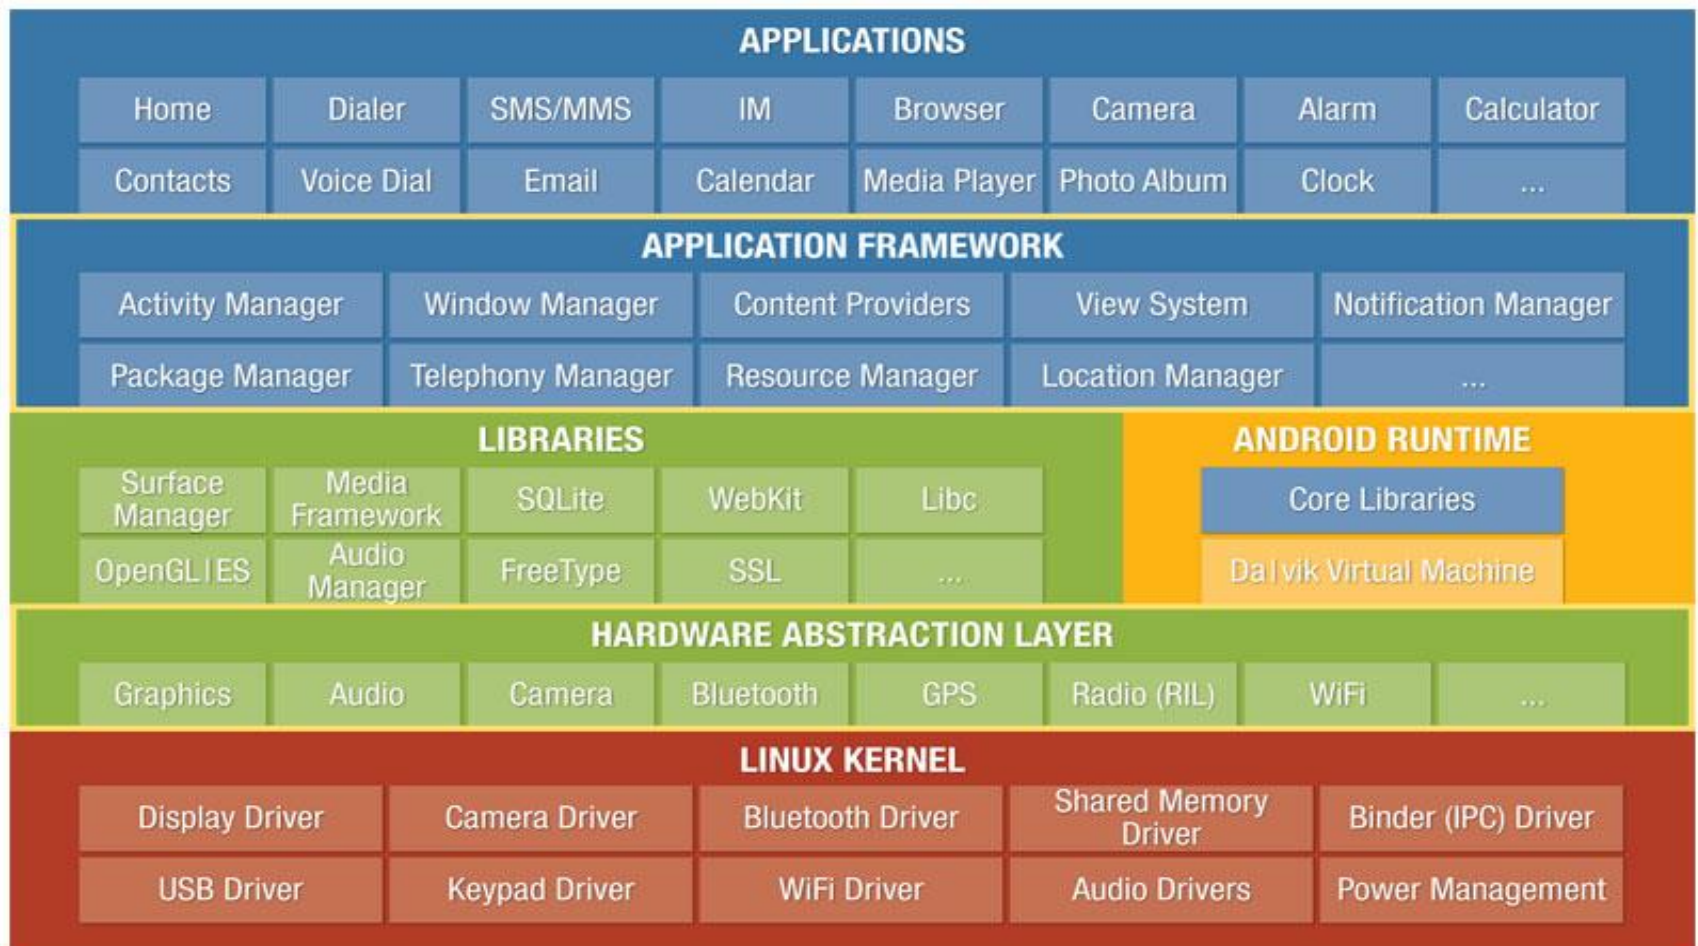 APPLICATIONS
Home Dialer SMS/MMS IM Browser Camera Alarm Calculator
Contacts Voice Dial Email Calendar Media Player Photo Album Clock ...
APPLICATION FRAMEWORK
Activity Manager Window Manager Content Providers View System Notification Manager
Package Manager Telephony Manager Resource Manager Location Manager ...
LIBRARIES
Surface
Manager
Media
Framework
SQLite WebKit Libc
OpenGL|ES
Audio
Manager
FreeType SSL ...
ANDROID RUNTIME
Core Libraries
Dalvik Virtual Machine
HARDWARE ABSTRACTION LAYER
Graphics Audio Camera Bluetooth GPS Radio (RIL) WiFi ...
LINUX KERNEL
Display Driver Camera Driver Bluetooth Driver
Shared Memory
Driver
Binder (IPC) Driver
USB Driver Keypad Driver WiFi Driver Audio Drivers Power Management